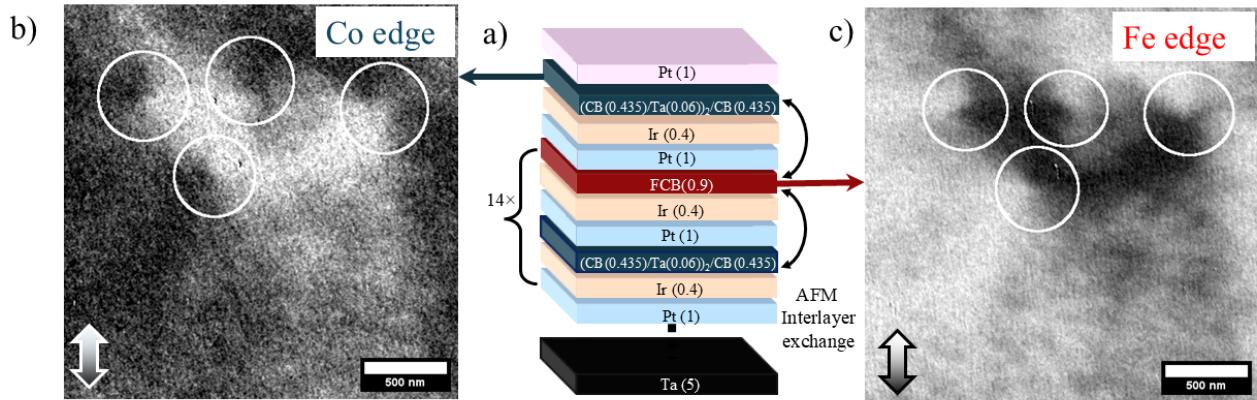 b)
Co edge
500 nm
a)
Pt (1)
(CB(0.435)/Ta(0.06))₂/CB(0.435)
Ir (0.4)
Pt (1)
FCB(0.9)
14×
Ir (0.4)
Pt (1)
(CB(0.435)/Ta(0.06))₂/CB(0.435)
Ir (0.4)
Pt (1)
Ta (5)
AFM
Interlayer
exchange
c)
Fe edge
500 nm